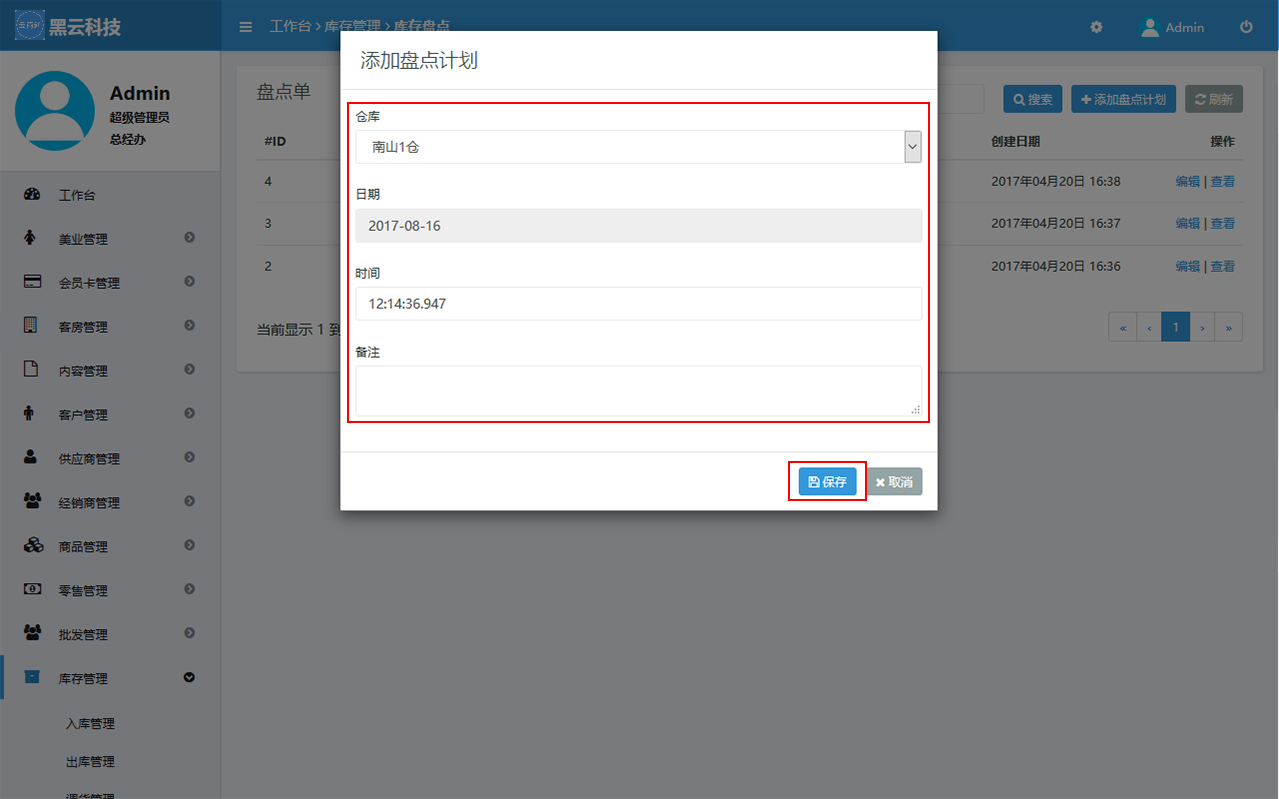 黑云科技
工作台 › 库存管理 › 库存盘点
Admin
Admin
超级管理员
总经办
工作台
美业管理
会员卡管理
客房管理
内容管理
客户管理
供应商管理
经销商管理
商品管理
零售管理
批发管理
库存管理
入库管理
出库管理
盘点单
搜索
添加盘点计划
刷新
#ID
创建日期
操作
4
2017年04月20日 16:38
编辑 | 查看
3
2017年04月20日 16:37
编辑 | 查看
2
2017年04月20日 16:36
编辑 | 查看
当前显示 1 到
« ‹ 1 › »
添加盘点计划
仓库
南山1仓
日期
2017-08-16
时间
12:14:36.947
备注
保存
取消